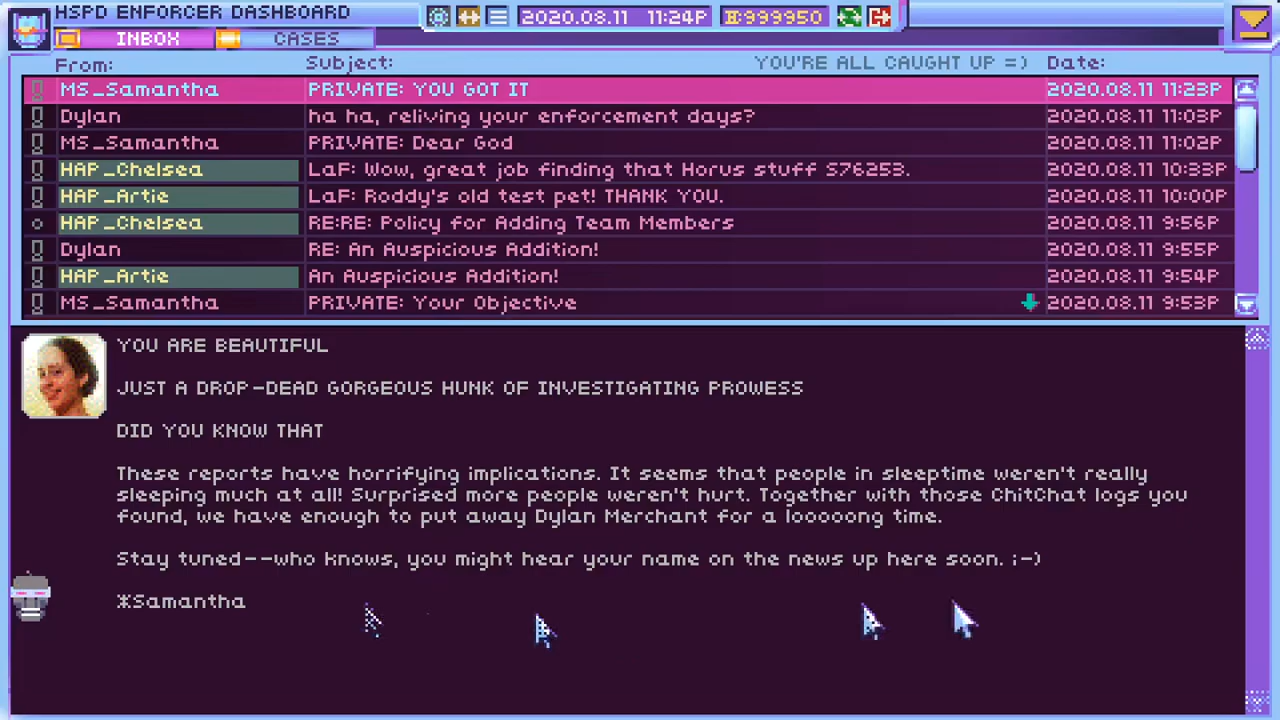 HSPD ENFORCER DASHBOARD
2020.08.11 11:24P
999950
INBOX
CASES
From:
Subject:
YOU'RE ALL CAUGHT UP =)
Date:
MS_Samantha PRIVATE: YOU GOT IT 2020.08.11 11:23P
Dylan ha ha, reliving your enforcement days? 2020.08.11 11:03P
MS_Samantha PRIVATE: Dear God 2020.08.11 11:02P
HAP_Chelsea LaF: Wow, great job finding that Horus stuff S76253. 2020.08.11 10:33P
HAP_Artie LaF: Roddy's old test pet! THANK YOU. 2020.08.11 10:00P
HAP_Chelsea RE:RE: Policy for Adding Team Members 2020.08.11 9:56P
Dylan RE: An Auspicious Addition! 2020.08.11 9:55P
HAP_Artie An Auspicious Addition! 2020.08.11 9:54P
MS_Samantha PRIVATE: Your Objective 2020.08.11 9:53P
YOU ARE BEAUTIFUL
JUST A DROP-DEAD GORGEOUS HUNK OF INVESTIGATING PROWESS
DID YOU KNOW THAT
These reports have horrifying implications. It seems that people in sleeptime weren't really
sleeping much at all! Surprised more people weren't hurt. Together with those ChitChat logs you
found, we have enough to put away Dylan Merchant for a looooong time.
Stay tuned--who knows, you might hear your name on the news up here soon. ;-)
*Samantha